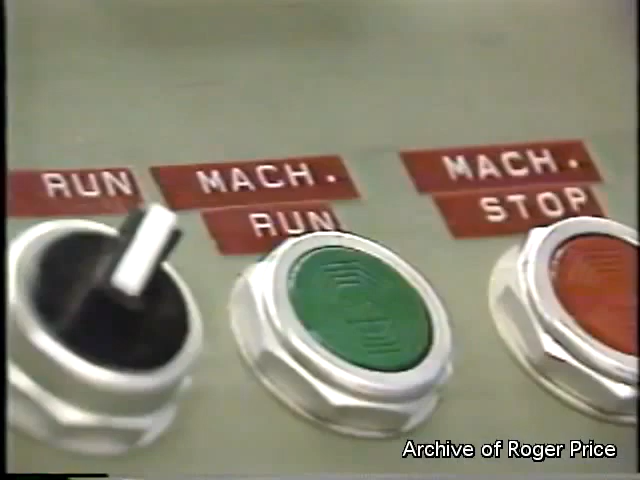 RUN
MACH.
RUN
MACH.
STOP
Archive of Roger Price